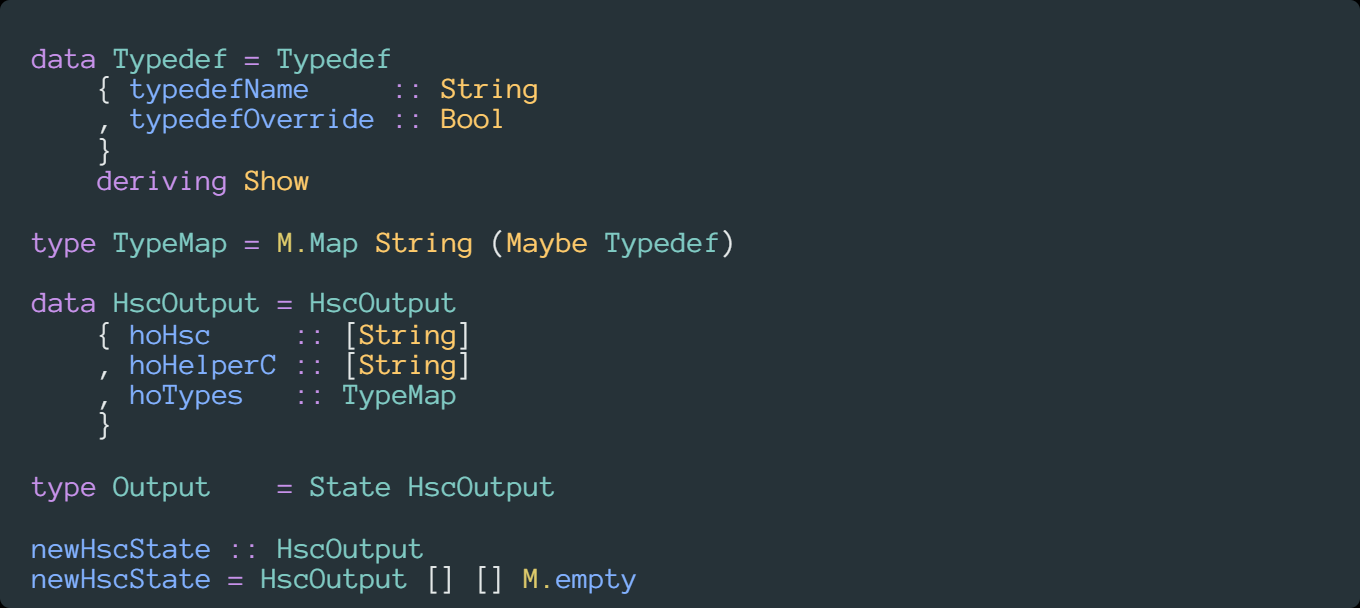 data Typedef = Typedef
    { typedefName     :: String
    , typedefOverride :: Bool
    }
    deriving Show

type TypeMap = M.Map String (Maybe Typedef)

data HscOutput = HscOutput
    { hoHsc     :: [String]
    , hoHelperC :: [String]
    , hoTypes   :: TypeMap
    }

type Output    = State HscOutput

newHscState :: HscOutput
newHscState = HscOutput [] [] M.empty